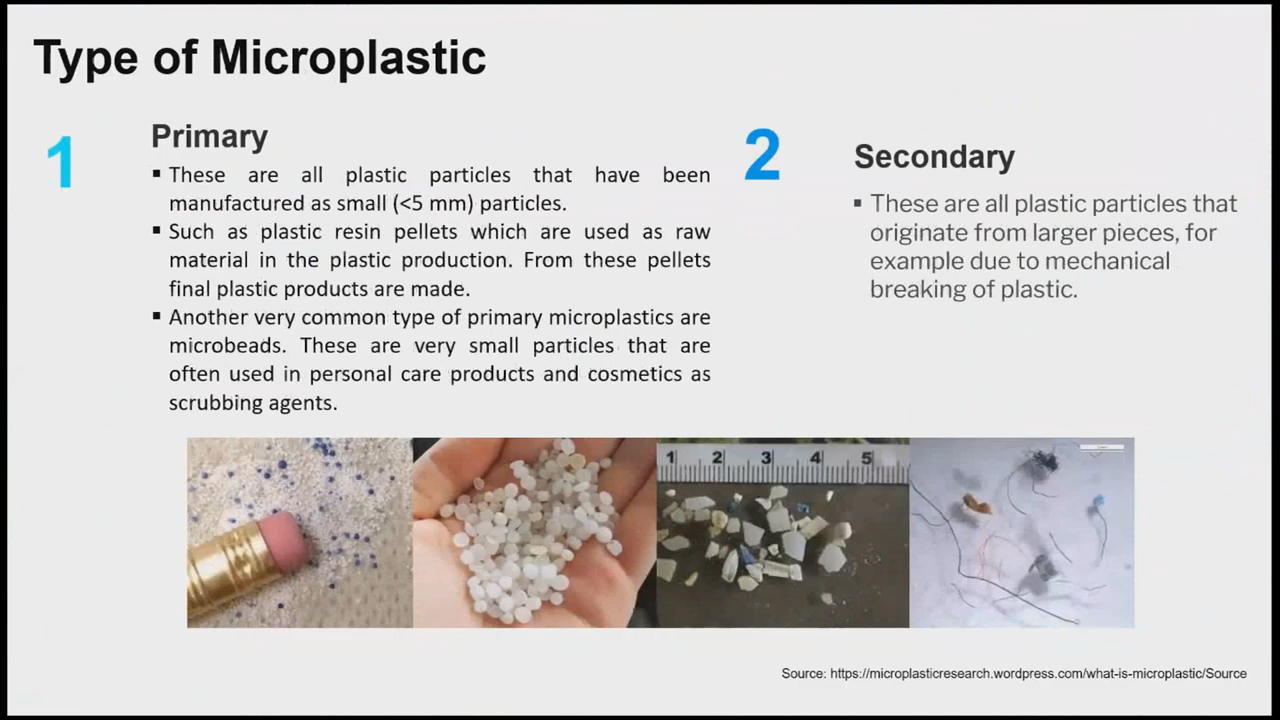 Type of Microplastic
1
Primary
▪ These are all plastic particles that have been
manufactured as small (<5 mm) particles.
▪ Such as plastic resin pellets which are used as raw
material in the plastic production. From these pellets
final plastic products are made.
▪ Another very common type of primary microplastics are
microbeads. These are very small particles that are
often used in personal care products and cosmetics as
scrubbing agents.
2
Secondary
▪ These are all plastic particles that
originate from larger pieces, for
example due to mechanical
breaking of plastic.
1 2 3 4 5
Source: https://microplasticresearch.wordpress.com/what-is-microplastic/Source